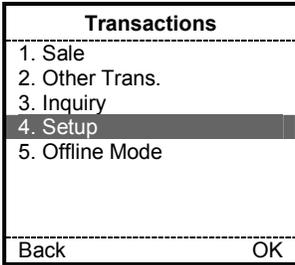 Transactions
1. Sale
2. Other Trans.
3. Inquiry
4. Setup
5. Offline Mode
Back OK